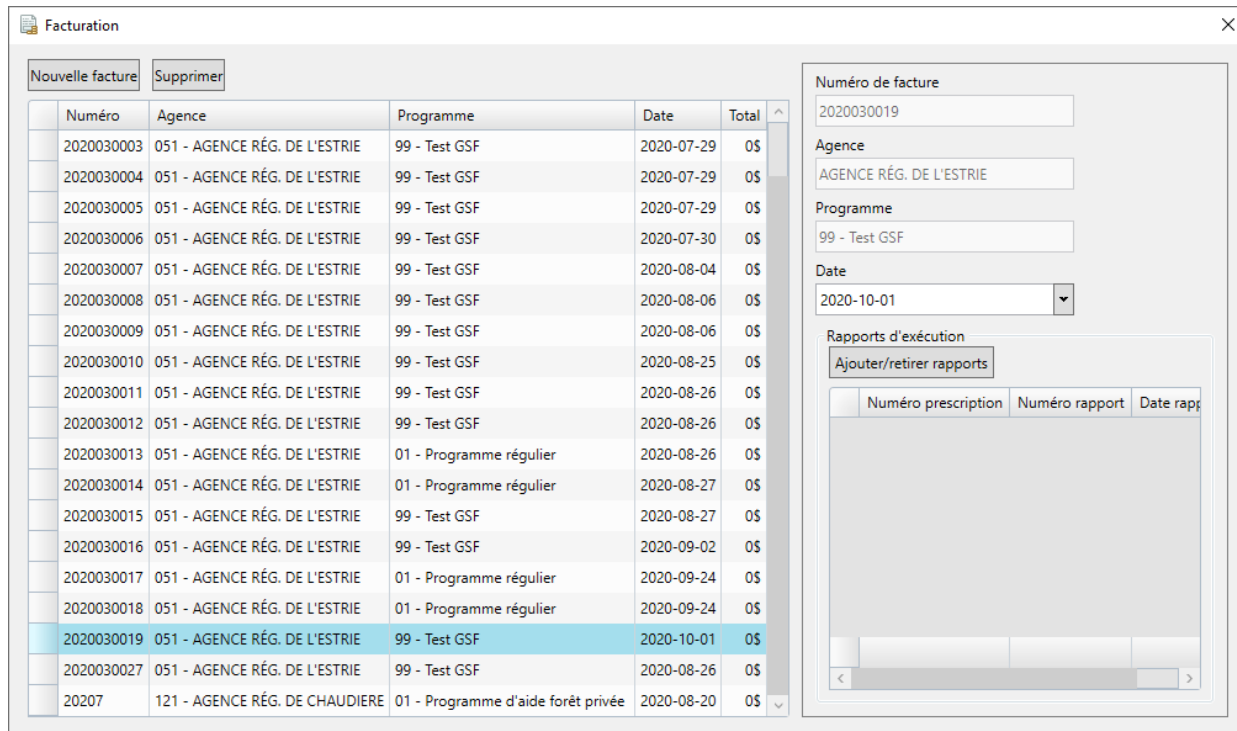 Facturation
Nouvelle facture Supprimer
Numéro Agence Programme Date Total
2020030003 051 - AGENCE RÉG. DE L'ESTRIE 99 - Test GSF 2020-07-29 0$
2020030004 051 - AGENCE RÉG. DE L'ESTRIE 99 - Test GSF 2020-07-29 0$
2020030005 051 - AGENCE RÉG. DE L'ESTRIE 99 - Test GSF 2020-07-29 0$
2020030006 051 - AGENCE RÉG. DE L'ESTRIE 99 - Test GSF 2020-07-30 0$
2020030007 051 - AGENCE RÉG. DE L'ESTRIE 99 - Test GSF 2020-08-04 0$
2020030008 051 - AGENCE RÉG. DE L'ESTRIE 99 - Test GSF 2020-08-06 0$
2020030009 051 - AGENCE RÉG. DE L'ESTRIE 99 - Test GSF 2020-08-06 0$
2020030010 051 - AGENCE RÉG. DE L'ESTRIE 99 - Test GSF 2020-08-25 0$
2020030011 051 - AGENCE RÉG. DE L'ESTRIE 99 - Test GSF 2020-08-26 0$
2020030012 051 - AGENCE RÉG. DE L'ESTRIE 99 - Test GSF 2020-08-26 0$
2020030013 051 - AGENCE RÉG. DE L'ESTRIE 01 - Programme régulier 2020-08-26 0$
2020030014 051 - AGENCE RÉG. DE L'ESTRIE 01 - Programme régulier 2020-08-27 0$
2020030015 051 - AGENCE RÉG. DE L'ESTRIE 99 - Test GSF 2020-08-27 0$
2020030016 051 - AGENCE RÉG. DE L'ESTRIE 99 - Test GSF 2020-09-02 0$
2020030017 051 - AGENCE RÉG. DE L'ESTRIE 01 - Programme régulier 2020-09-24 0$
2020030018 051 - AGENCE RÉG. DE L'ESTRIE 01 - Programme régulier 2020-09-24 0$
2020030019 051 - AGENCE RÉG. DE L'ESTRIE 99 - Test GSF 2020-10-01 0$
2020030027 051 - AGENCE RÉG. DE L'ESTRIE 99 - Test GSF 2020-08-26 0$
20207 121 - AGENCE RÉG. DE CHAUDIERE 01 - Programme d'aide forêt privée 2020-08-20 0$
Numéro de facture
2020030019
Agence
AGENCE RÉG. DE L'ESTRIE
Programme
99 - Test GSF
Date
2020-10-01
Rapports d'exécution
Ajouter/retirer rapports
Numéro prescription Numéro rapport Date rapp